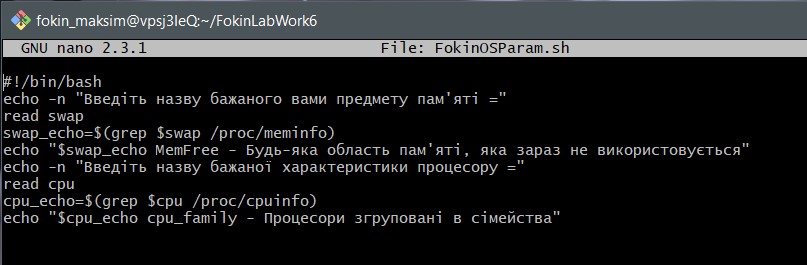 fokin_maksim@vpsj3leQ:~/FokinLabWork6
GNU nano 2.3.1 File: FokinOSParam.sh
#!/bin/bash
echo -n "Введіть назву бажаного вами предмету пам'яті ="
read swap
swap_echo=$(grep $swap /proc/meminfo)
echo "$swap_echo MemFree - Будь-яка область пам'яті, яка зараз не використовується"
echo -n "Введіть назву бажаної характеристики процесору ="
read cpu
cpu_echo=$(grep $cpu /proc/cpuinfo)
echo "$cpu_echo cpu_family - Процесори згруповані в сімейства"